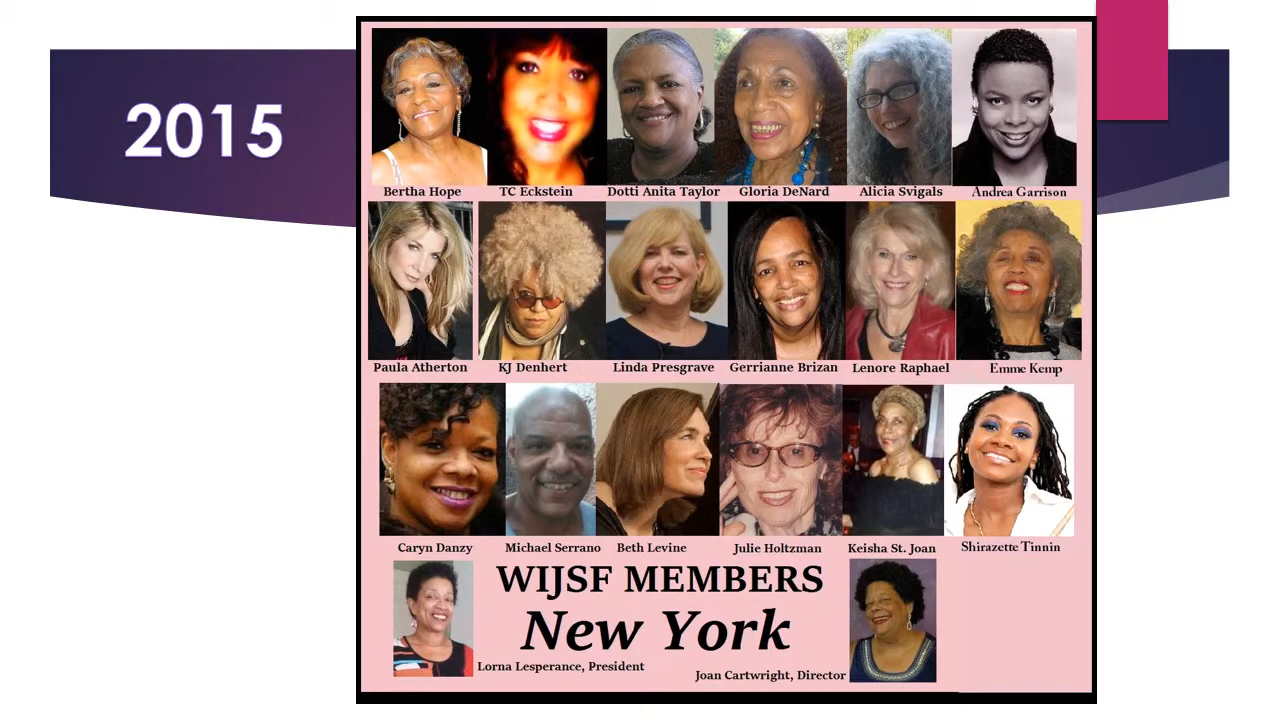 2015
Bertha Hope TC Eckstein Dotti Anita Taylor Gloria DeNard Alicia Svigals Andrea Garrison
Paula Atherton KJ Denhert Linda Presgrave Gerrianne Brizan Lenore Raphael Emme Kemp
Caryn Danzy Michael Serrano Beth Levine Julie Holtzman Keisha St. Joan Shirazette Tinnin
WIJSF MEMBERS
New York
Lorna Lesperance, President
Joan Cartwright, Director